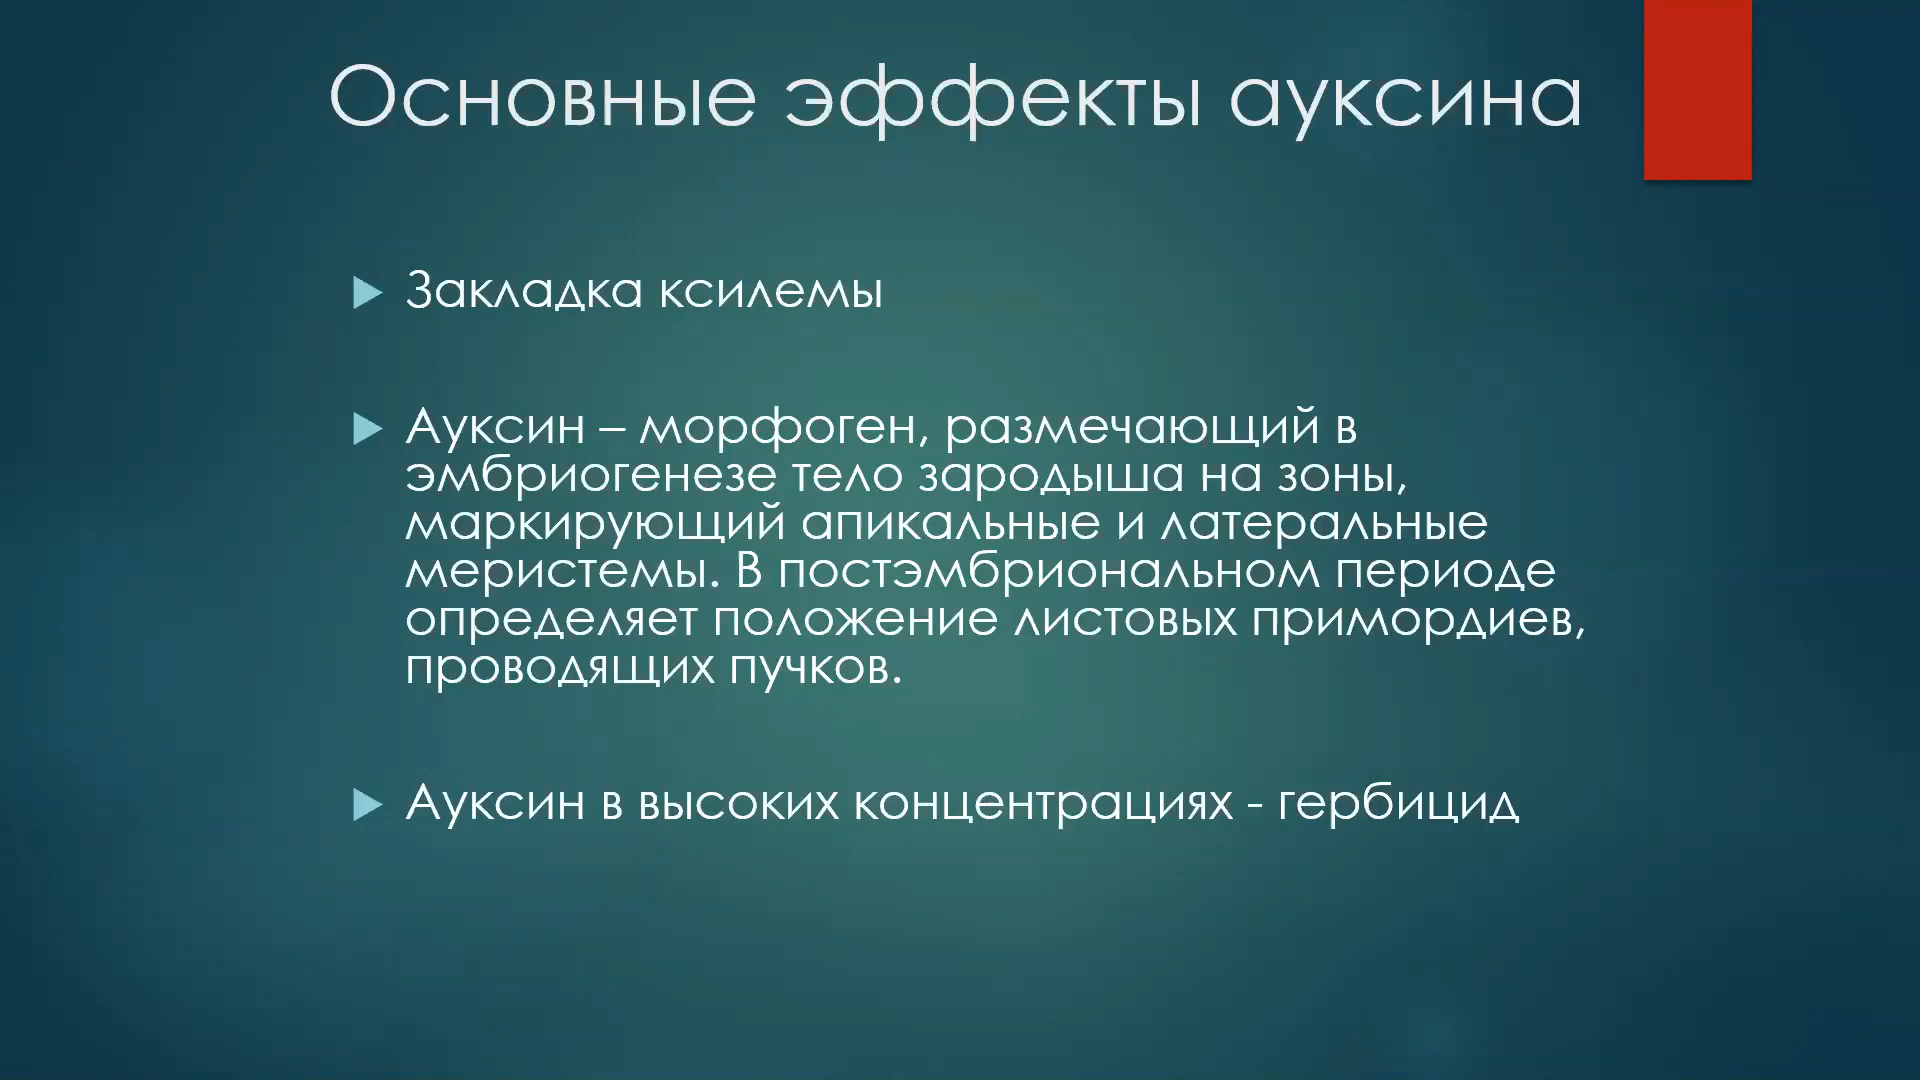 Основные эффекты ауксина
Закладка ксилемы
Ауксин – морфоген, размечающий в
эмбриогенезе тело зародыша на зоны,
маркирующий апикальные и латеральные
меристемы. В постэмбриональном периоде
определяет положение листовых примордиев,
проводящих пучков.
Ауксин в высоких концентрациях - гербицид